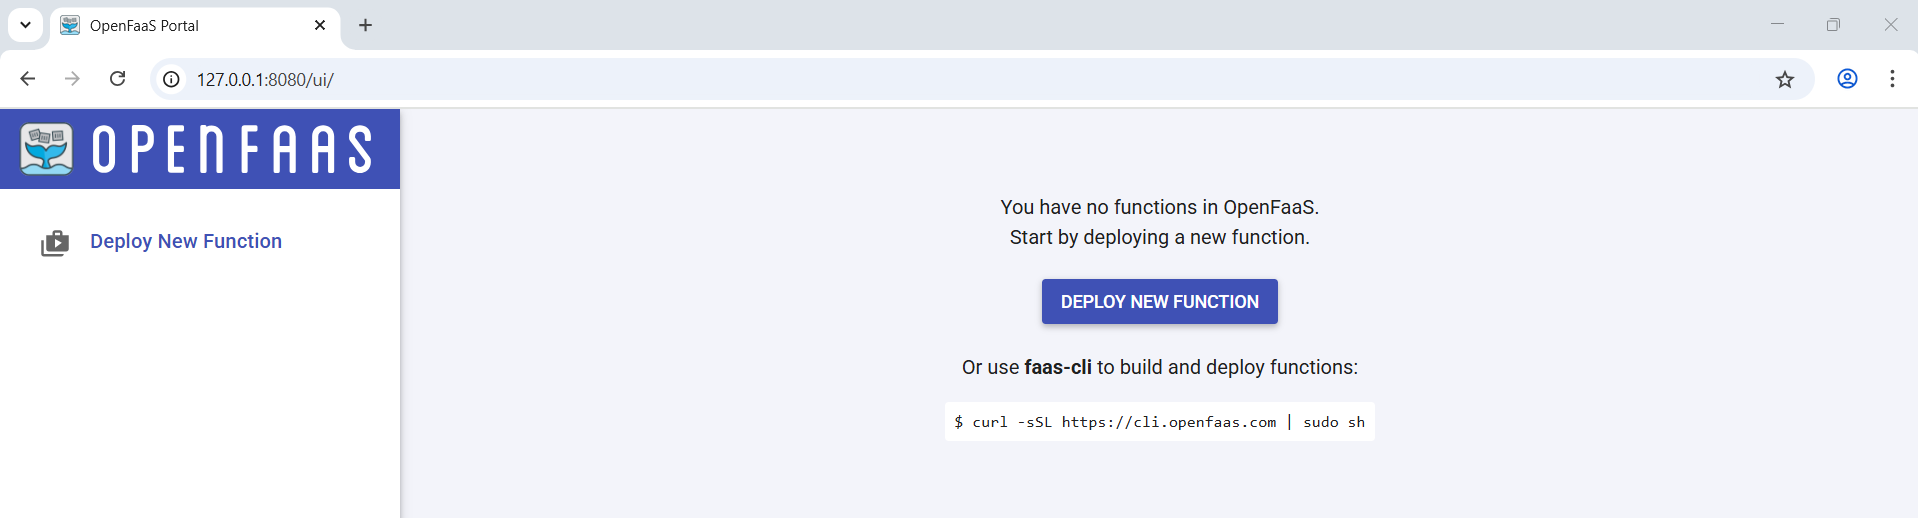 OpenFaaS Portal
127.0.0.1:8080/ui/
OPENFAAS
Deploy New Function
You have no functions in OpenFaaS.
Start by deploying a new function.
DEPLOY NEW FUNCTION
Or use faas-cli to build and deploy functions:
$ curl -sSL https://cli.openfaas.com | sudo sh